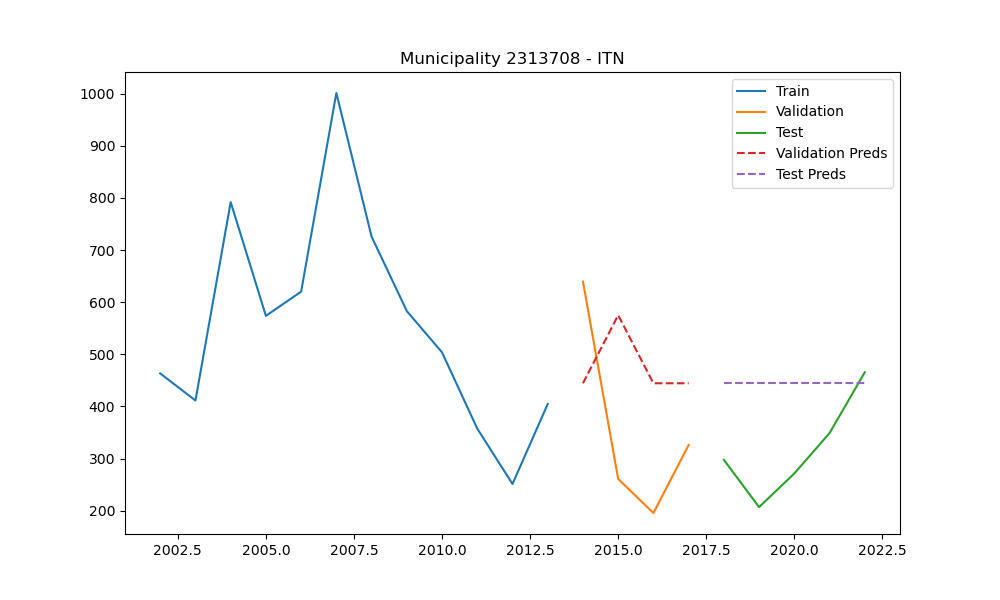 Municipality 2313708 - ITN
Train
Validation
Test
Validation Preds
Test Preds
1000
900
800
700
600
500
400
300
200
2002.5 2005.0 2007.5 2010.0 2012.5 2015.0 2017.5 2020.0 2022.5